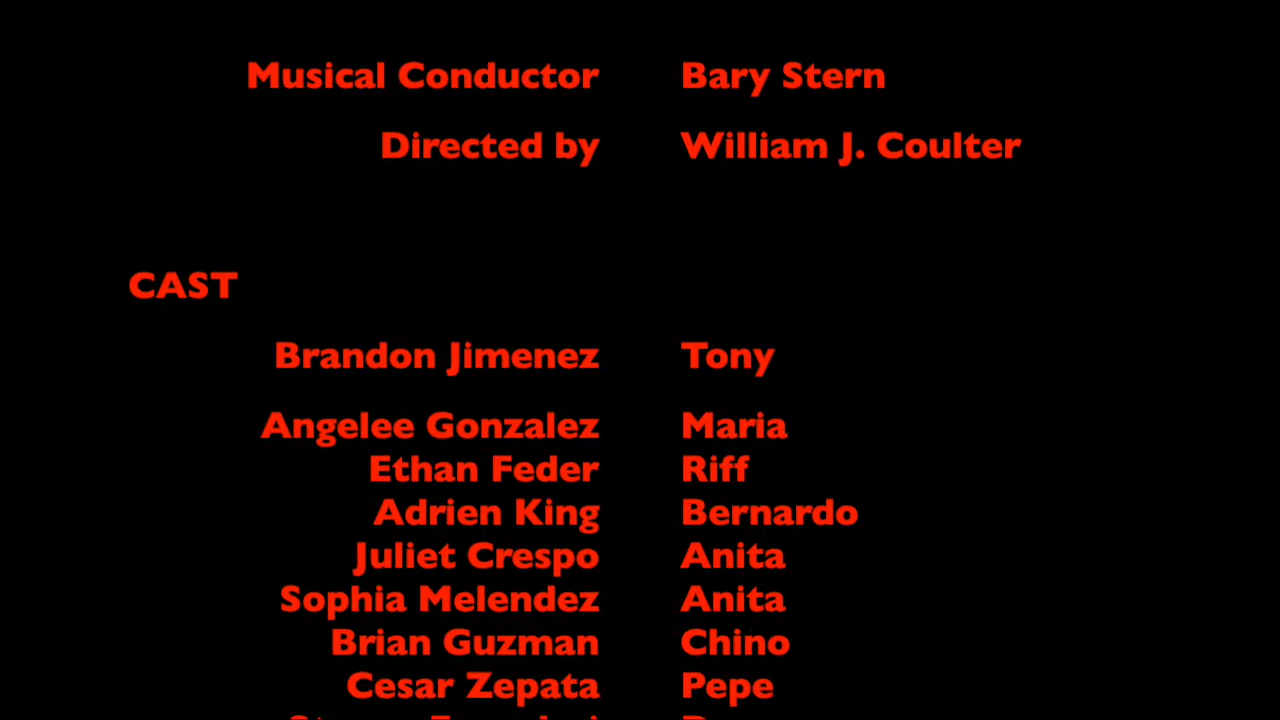 Musical Conductor Bary Stern
Directed by William J. Coulter
CAST
Brandon Jimenez Tony
Angelee Gonzalez Maria
Ethan Feder Riff
Adrien King Bernardo
Juliet Crespo Anita
Sophia Melendez Anita
Brian Guzman Chino
Cesar Zepata Pepe